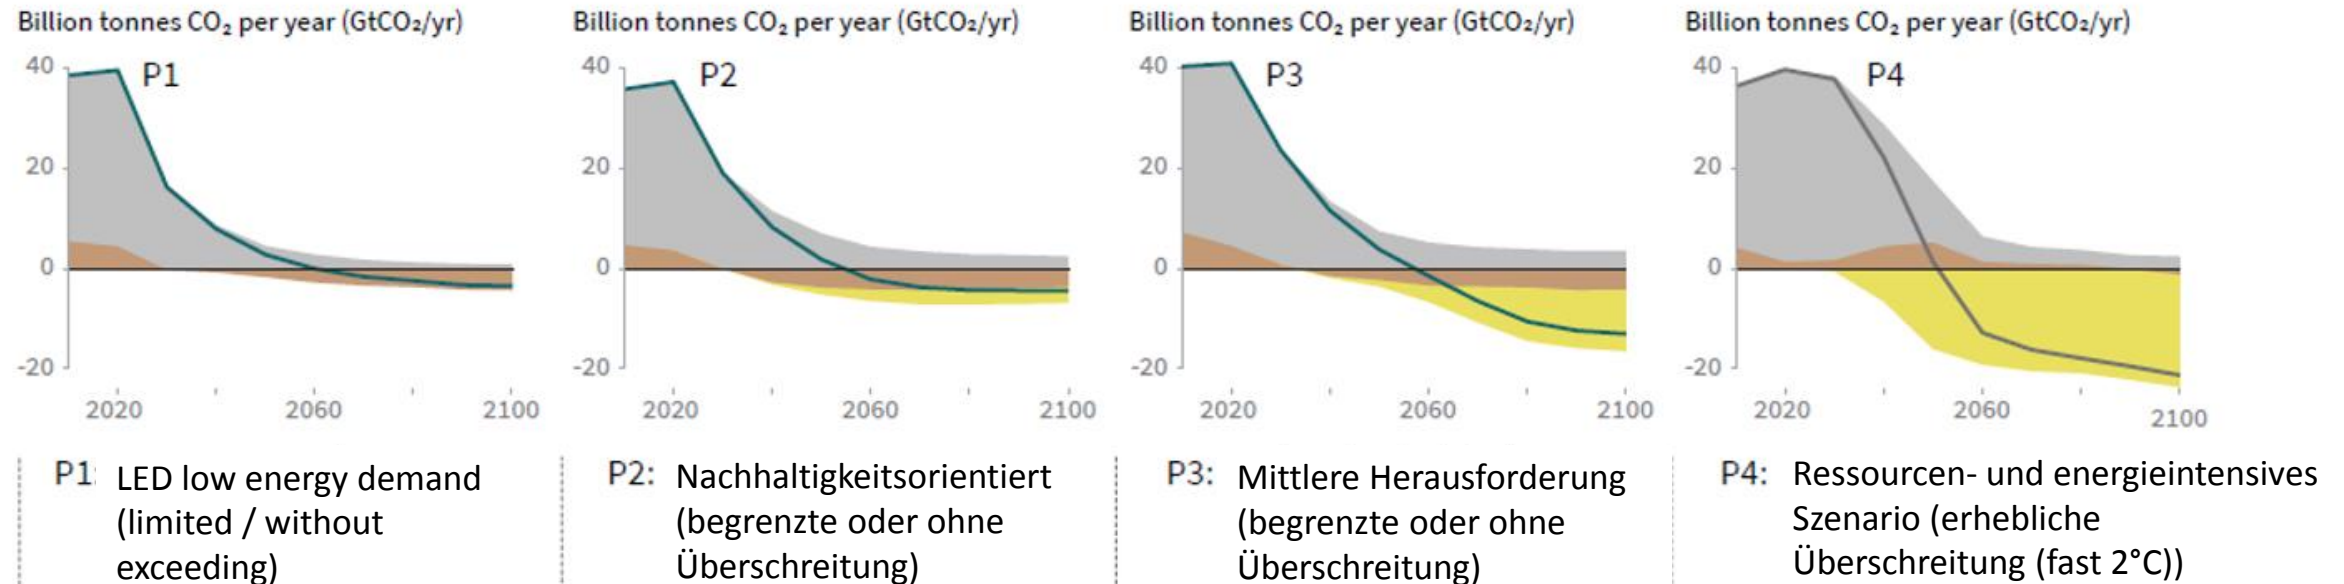 Billion tonnes CO₂ per year (GtCO₂/yr)
40
20
0
-20
P1
2020
2060
2100
Billion tonnes CO₂ per year (GtCO₂/yr)
40
20
0
-20
P2
2020
2060
2100
Billion tonnes CO₂ per year (GtCO₂/yr)
40
20
0
-20
P3
2020
2060
2100
Billion tonnes CO₂ per year (GtCO₂/yr)
40
20
0
-20
P4
2020
2060
2100
P1: LED low energy demand
(limited / without
exceeding)
P2: Nachhaltigkeitsorientiert
(begrenzte oder ohne
Überschreitung)
P3: Mittlere Herausforderung
(begrenzte oder ohne
Überschreitung)
P4: Ressourcen- und energieintensives
Szenario (erhebliche
Überschreitung (fast 2°C))